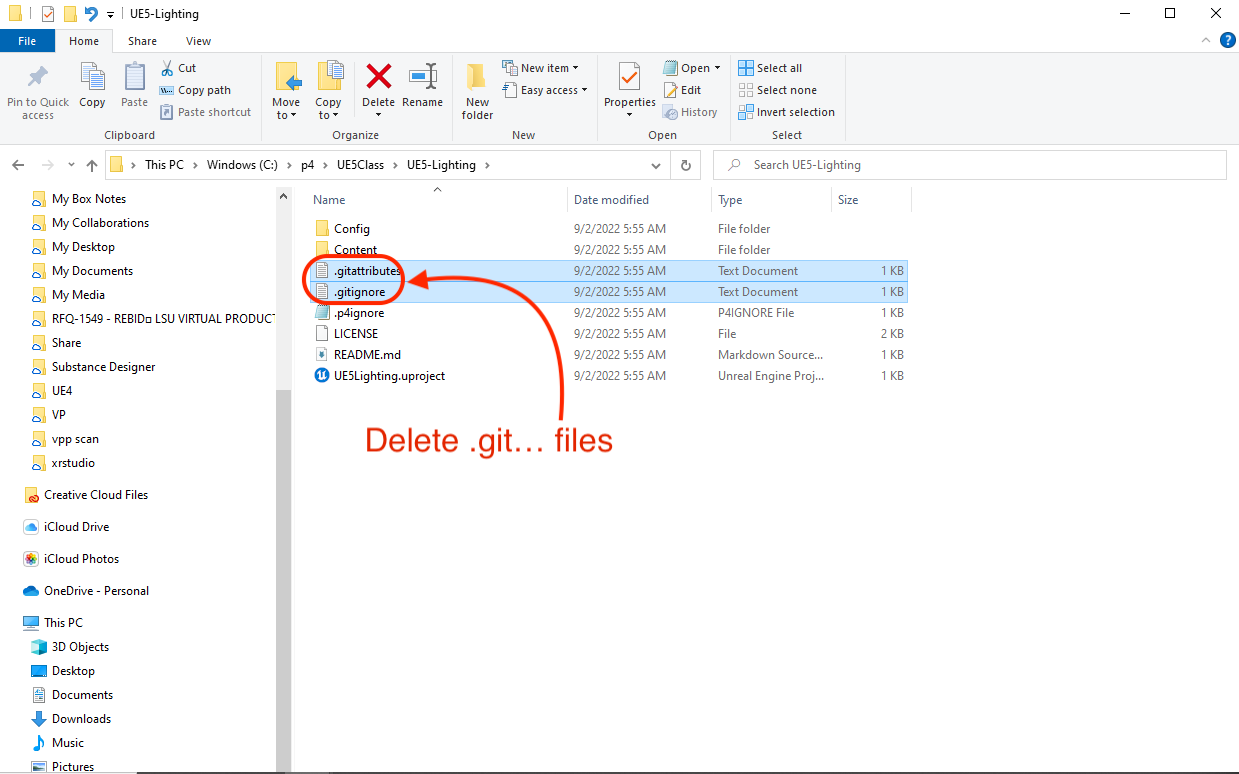 UE5-Lighting
File Home Share View
Pin to Quick access
Copy
Paste
Cut
Copy path
Paste shortcut
Clipboard
Move to
Copy to
Delete
Rename
Organize
New folder
New item
Easy access
New
Properties
Open
Edit
History
Open
Select all
Select none
Invert selection
Select
This PC > Windows (C:) > p4 > UE5Class > UE5-Lighting >
Search UE5-Lighting
My Box Notes
My Collaborations
My Desktop
My Documents
My Media
RFQ-1549 - REBID□ LSU VIRTUAL PRODUCT
Share
Substance Designer
UE4
VP
vpp scan
xrstudio
Creative Cloud Files
iCloud Drive
iCloud Photos
OneDrive - Personal
This PC
3D Objects
Desktop
Documents
Downloads
Music
Pictures
Name Date modified Type Size
Config 9/2/2022 5:55 AM File folder
Content 9/2/2022 5:55 AM File folder
.gitattributes 9/2/2022 5:55 AM Text Document 1 KB
.gitignore 9/2/2022 5:55 AM Text Document 1 KB
.p4ignore 9/2/2022 5:55 AM P4IGNORE File 1 KB
LICENSE 9/2/2022 5:55 AM File 2 KB
README.md 9/2/2022 5:55 AM Markdown Source... 1 KB
UE5Lighting.uproject 9/2/2022 5:55 AM Unreal Engine Proj... 1 KB
Delete .git... files